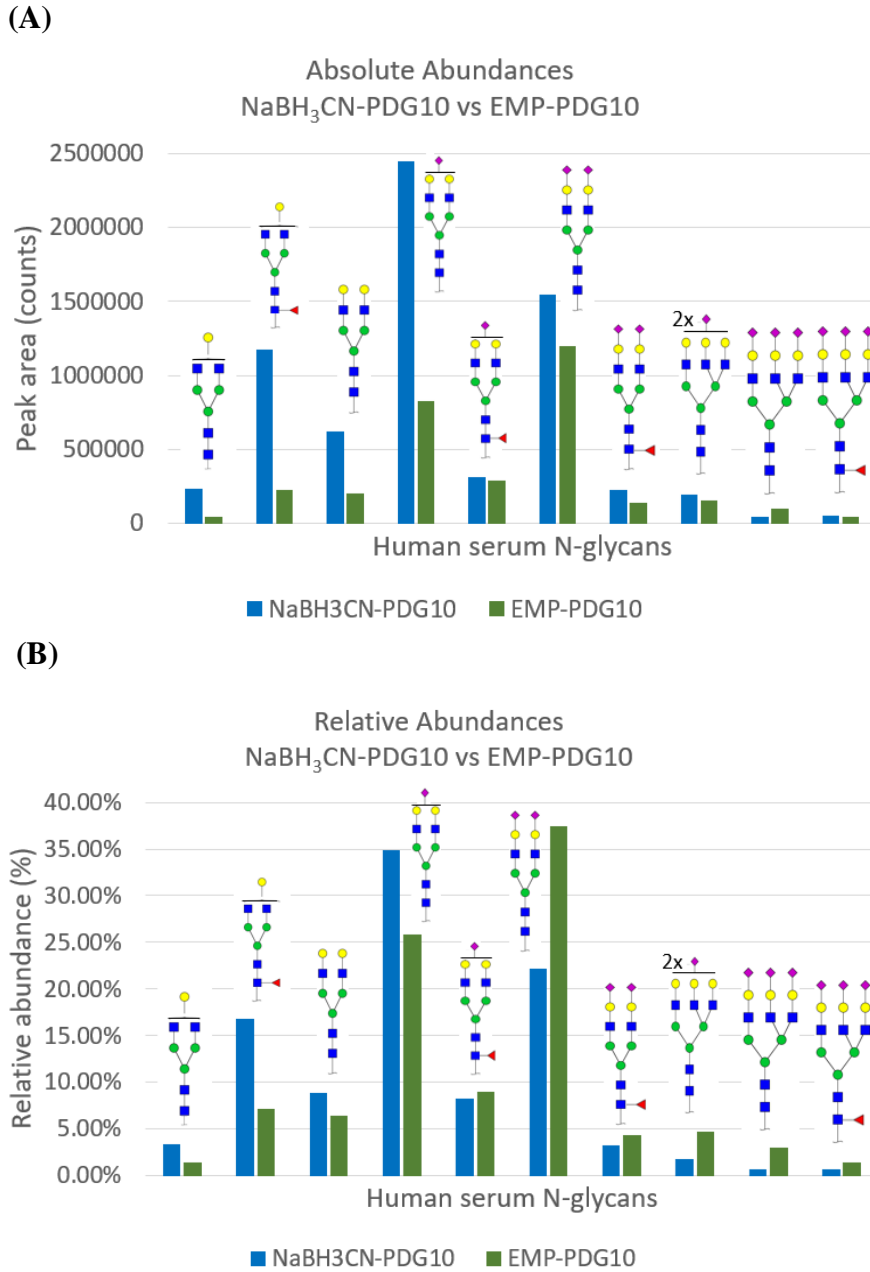 (A)
Absolute Abundances
NaBH₃CN-PDG10 vs EMP-PDG10
Peak area (counts)
2500000
2000000
1500000
1000000
500000
0
2x
Human serum N-glycans
NaBH3CN-PDG10 EMP-PDG10
(B)
Relative Abundances
NaBH₃CN-PDG10 vs EMP-PDG10
Relative abundance (%)
40.00%
35.00%
30.00%
25.00%
20.00%
15.00%
10.00%
5.00%
0.00%
2x
Human serum N-glycans
NaBH3CN-PDG10 EMP-PDG10